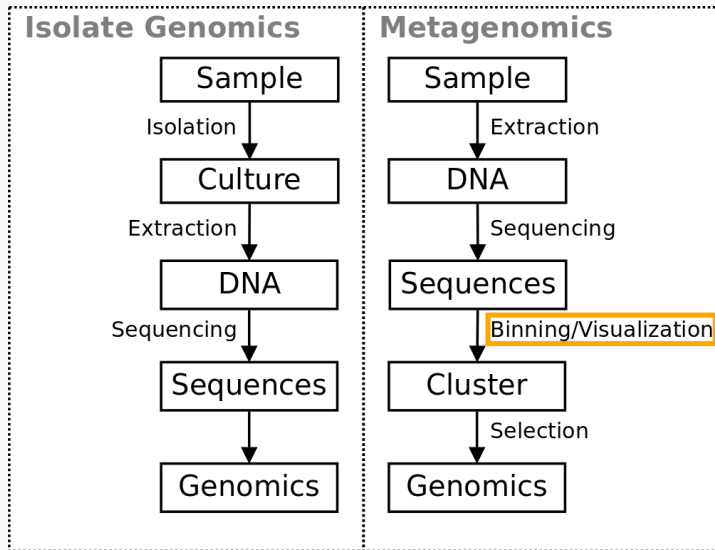 Isolate Genomics
Sample
Isolation
Culture
Extraction
DNA
Sequencing
Sequences
Genomics
Metagenomics
Sample
Extraction
DNA
Sequencing
Sequences
Binning/Visualization
Cluster
Selection
Genomics